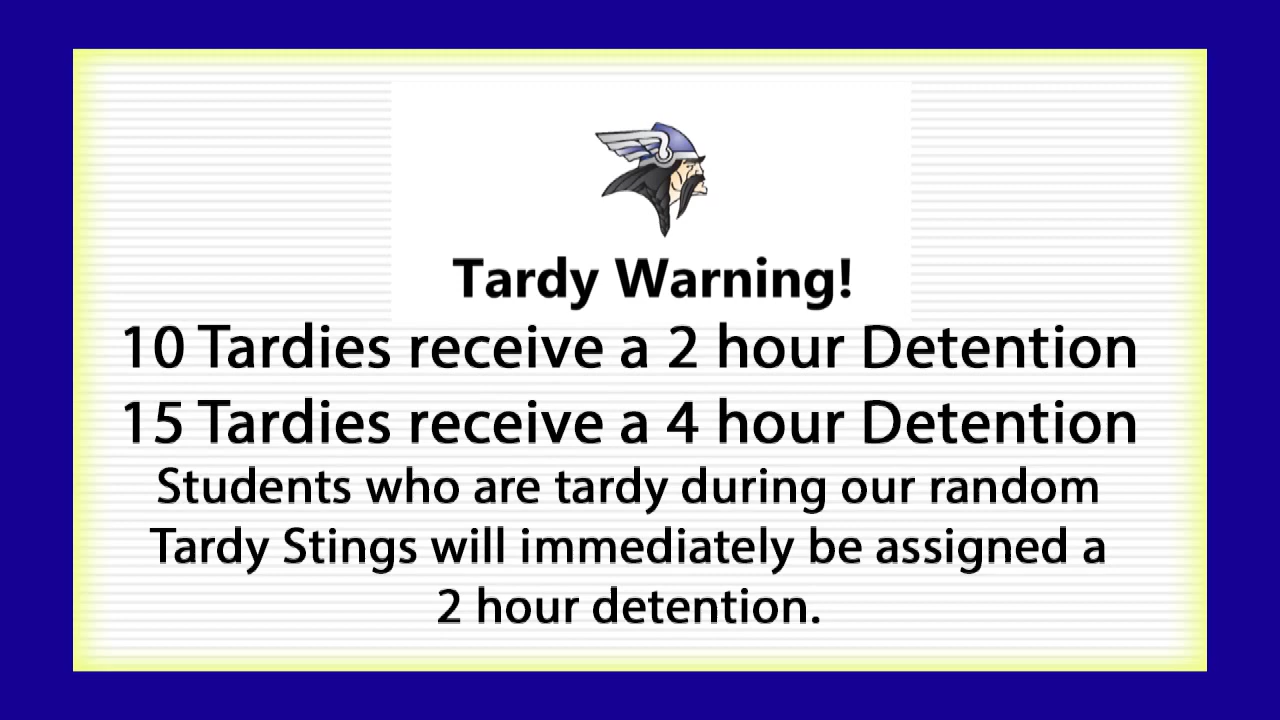 Tardy Warning!
10 Tardies receive a 2 hour Detention
15 Tardies receive a 4 hour Detention
Students who are tardy during our random
Tardy Stings will immediately be assigned a
2 hour detention.